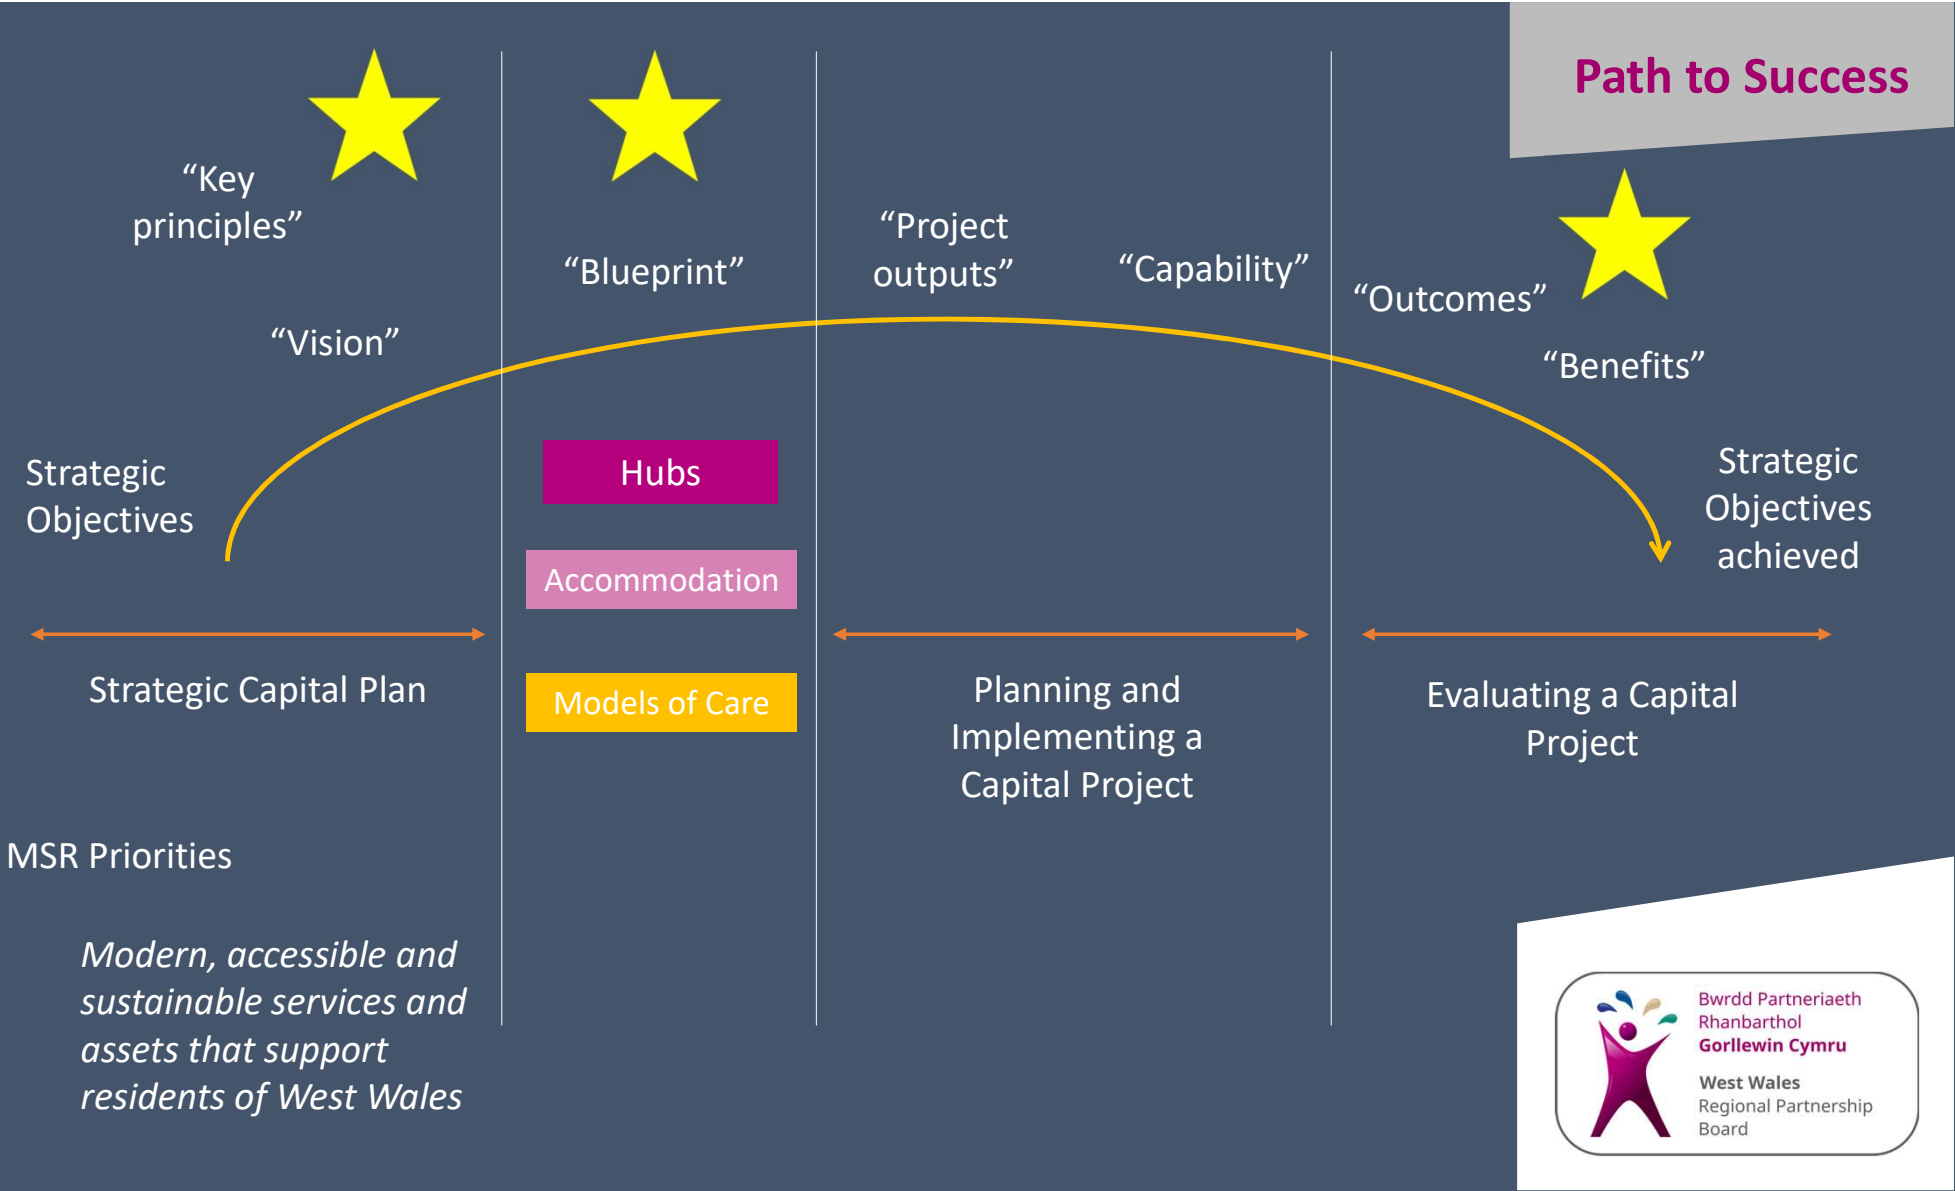 Path to Success
“Key
principles”
“Vision”
“Blueprint”
“Project
outputs”
“Capability”
“Outcomes”
“Benefits”
Strategic
Objectives
Hubs
Accommodation
Models of Care
Strategic
Objectives
achieved
Strategic Capital Plan
Planning and
Implementing a
Capital Project
Evaluating a Capital
Project
MSR Priorities
Modern, accessible and
sustainable services and
assets that support
residents of West Wales
Bwrdd Partneriaeth
Rhanbarthol
Gorllewin Cymru
West Wales
Regional Partnership
Board